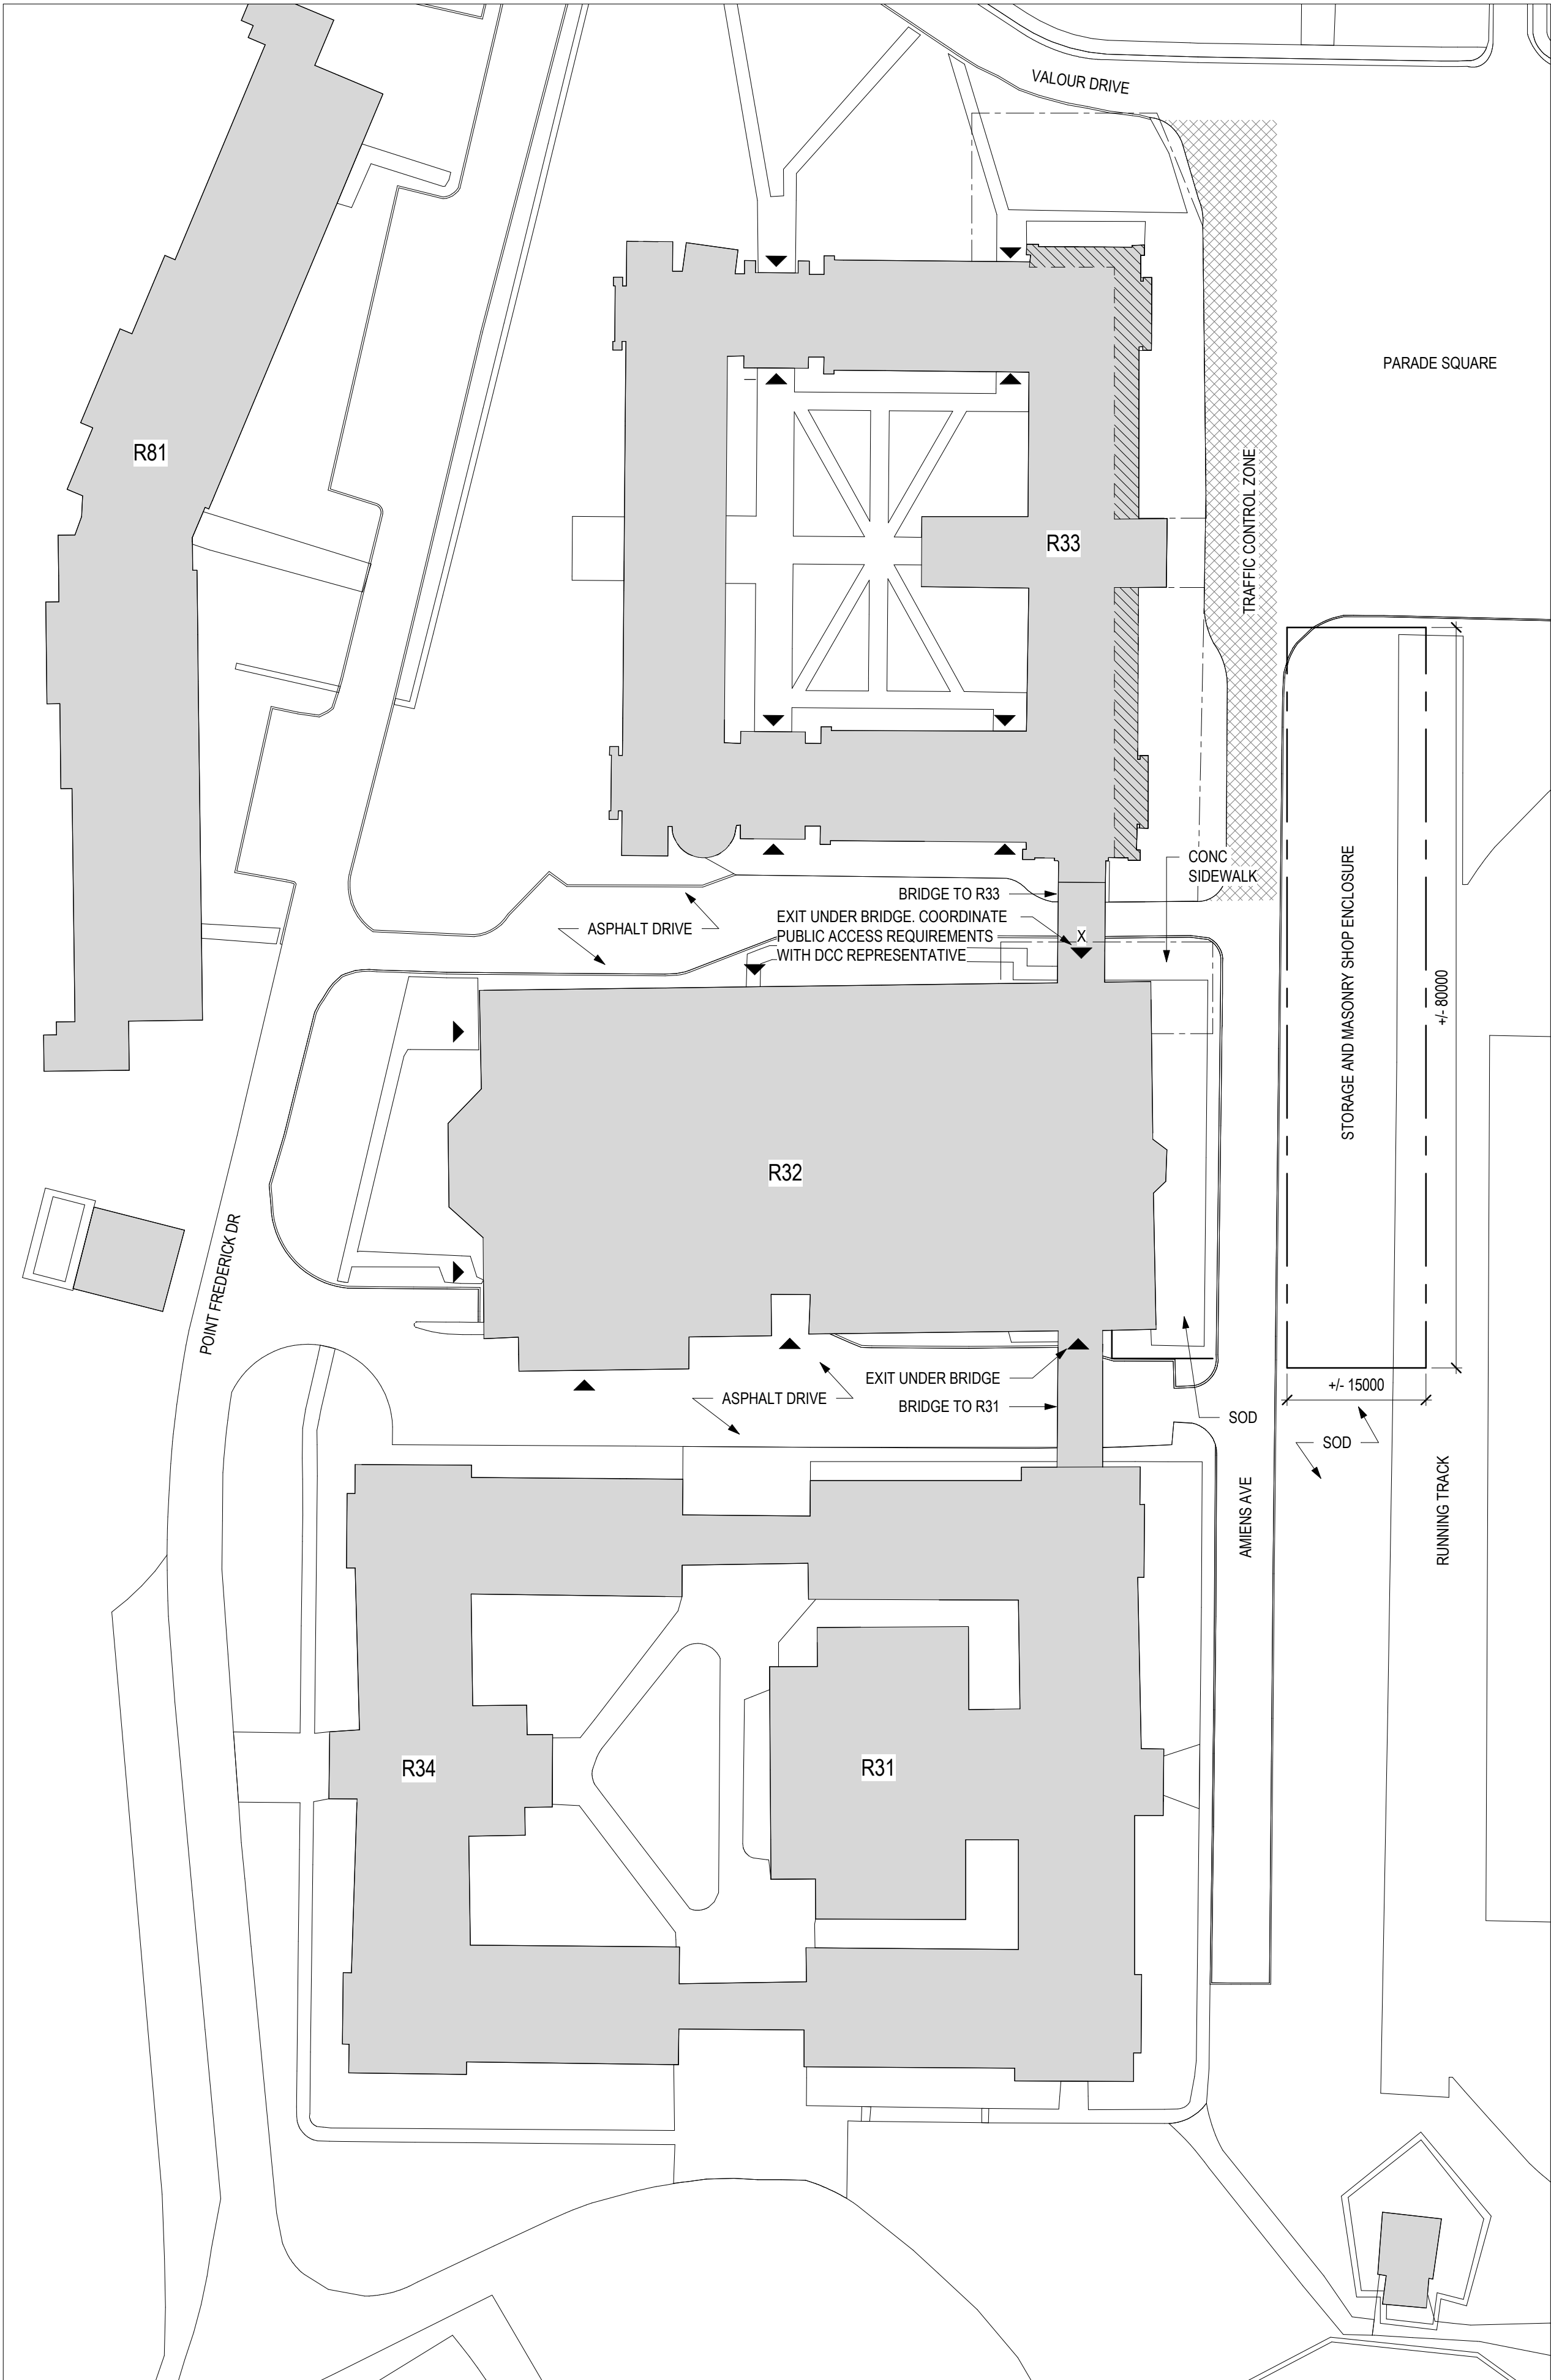 VALOUR DRIVE
PARADE SQUARE
R81
TRAFFIC CONTROL ZONE
R33
CONC
SIDEWALK
BRIDGE TO R33
EXIT UNDER BRIDGE. COORDINATE
PUBLIC ACCESS REQUIREMENTS
WITH DCC REPRESENTATIVE
X
ASPHALT DRIVE
STORAGE AND MASONRY SHOP ENCLOSURE
+/- 80000
R32
POINT FREDERICK DR
EXIT UNDER BRIDGE
BRIDGE TO R31
ASPHALT DRIVE
+/- 15000
SOD
SOD
AMIENS AVE
RUNNING TRACK
R34
R31